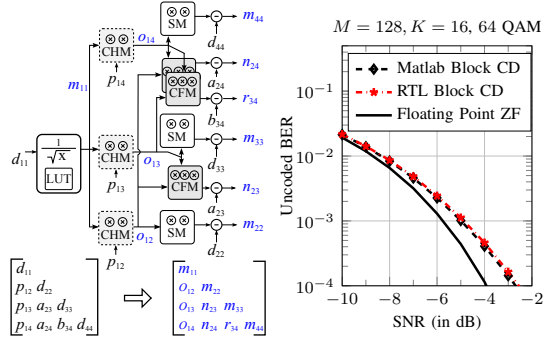 SM
m44
d44
o14
CHM
p14
n24
a24
CFM
r34
b34
m11
SM
m33
d33
d11
1
√x
LUT
CHM
o13
p13
CFM
n23
a23
CHM
o12
p12
SM
m22
d22
d11
p12 d22
p13 a23 d33
p14 a24 b34 d44
m11
o12 m22
o13 n23 m33
o14 n24 r34 m44
M = 128, K = 16, 64 QAM
Matlab Block CD
RTL Block CD
Floating Point ZF
Uncoded BER
10^-1
10^-2
10^-3
10^-4
-10 -8 -6 -4 -2
SNR (in dB)